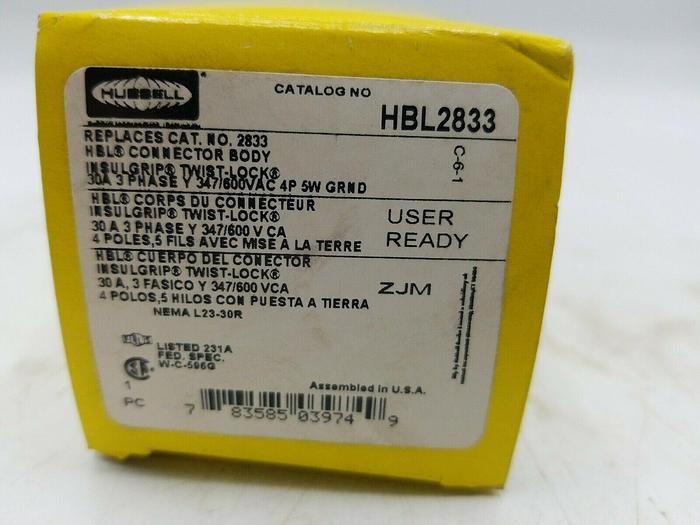 HUBBELL
®
CATALOG NO
HBL2833
REPLACES CAT. NO. 2833
HBL® CONNECTOR BODY
INSULGRIP® TWIST-LOCK®
30A 3 PHASE Y 347/600VAC 4P 5W GRND
C-6-1
HBL® CORPS DU CONNECTEUR
INSULGRIP® TWIST-LOCK®
30 A 3 PHASE Y 347/600 V CA
4 POLES,5 FILS AVEC MISE À LA TERRE
USER
READY
HBL® CUERPO DEL CONECTOR
INSULGRIP® TWIST-LOCK®
30 A, 3 FASICO Y 347/600 VCA
4 POLOS,5 HILOS CON PUESTA A TIERRA
ZJM
NEMA L23-30R
LISTED 231A
FED. SPEC.
W-C-596G
1
PC
Assembled in U.S.A.
7 83585 03974 9